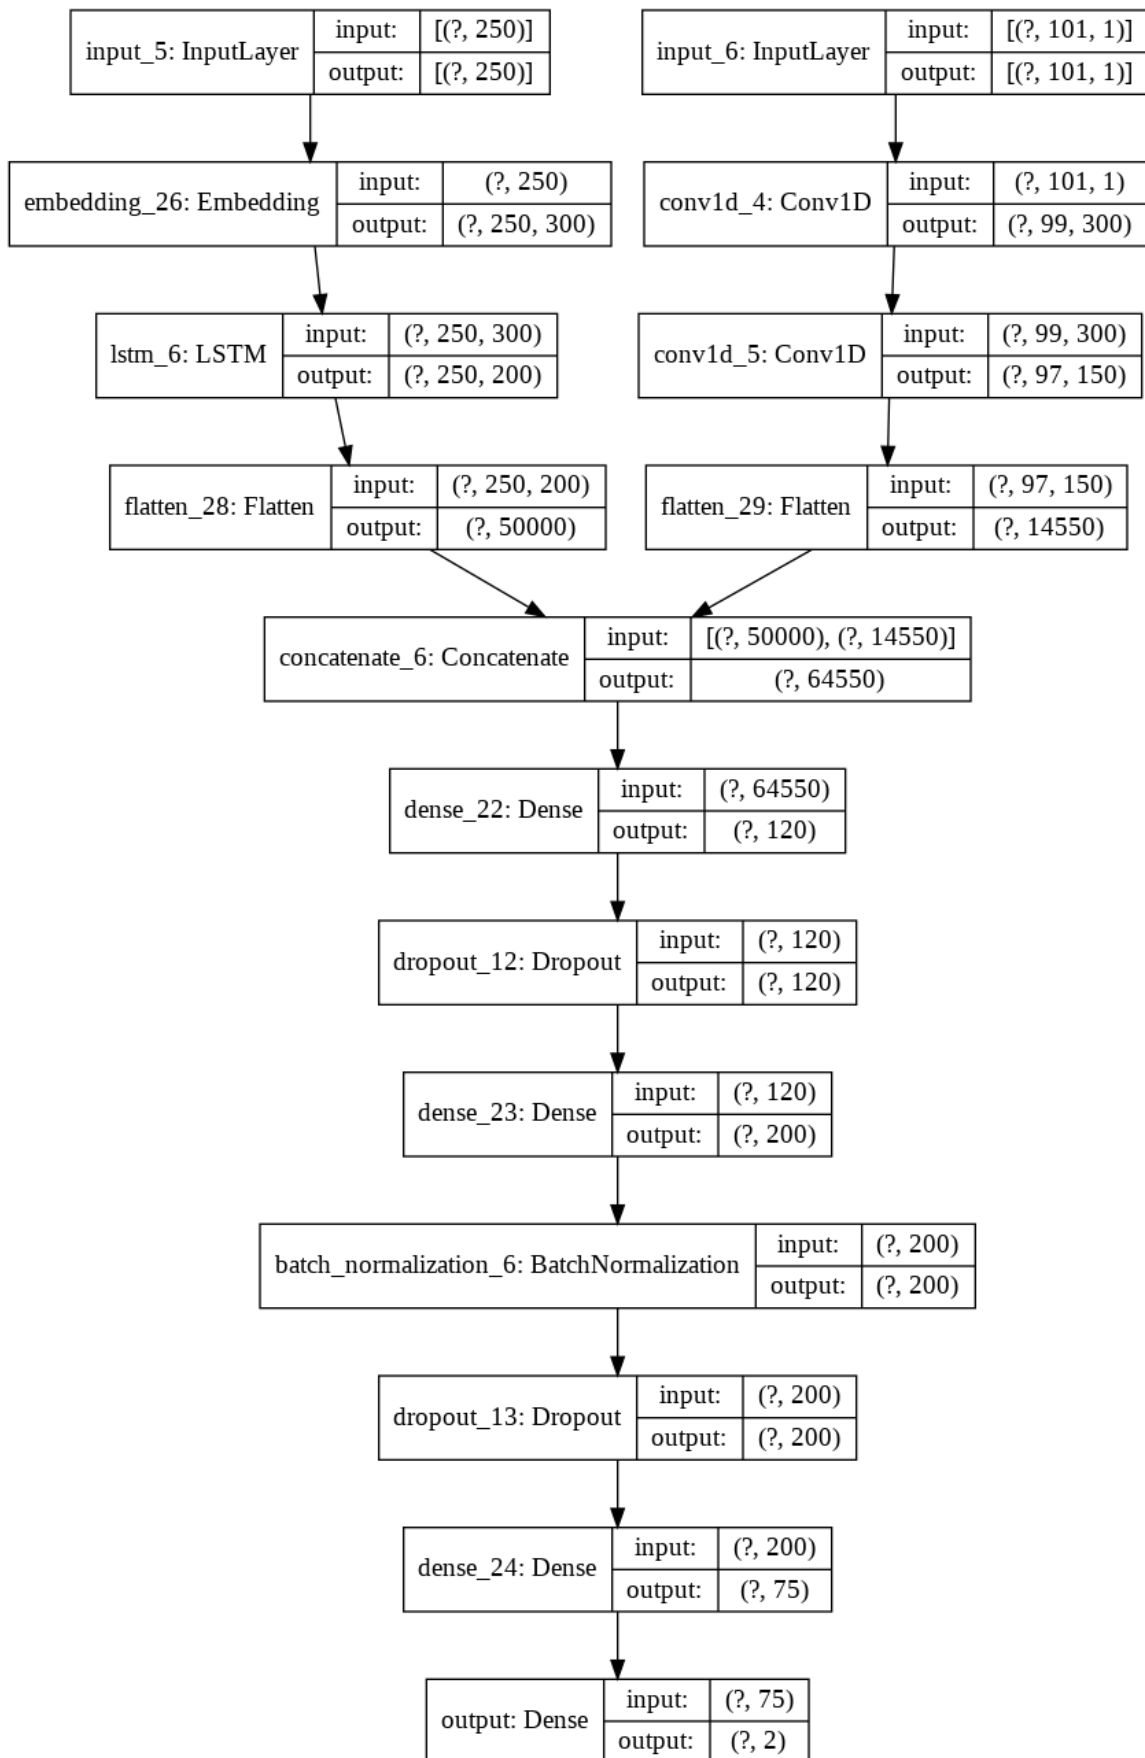 input_5: InputLayer
input: [(?, 250)]
output: [(?, 250)]
input_6: InputLayer
input: [(?, 101, 1)]
output: [(?, 101, 1)]
embedding_26: Embedding
input: (?, 250)
output: (?, 250, 300)
conv1d_4: Conv1D
input: (?, 101, 1)
output: (?, 99, 300)
lstm_6: LSTM
input: (?, 250, 300)
output: (?, 250, 200)
conv1d_5: Conv1D
input: (?, 99, 300)
output: (?, 97, 150)
flatten_28: Flatten
input: (?, 250, 200)
output: (?, 50000)
flatten_29: Flatten
input: (?, 97, 150)
output: (?, 14550)
concatenate_6: Concatenate
input: [(?, 50000), (?, 14550)]
output: (?, 64550)
dense_22: Dense
input: (?, 64550)
output: (?, 120)
dropout_12: Dropout
input: (?, 120)
output: (?, 120)
dense_23: Dense
input: (?, 120)
output: (?, 200)
batch_normalization_6: BatchNormalization
input: (?, 200)
output: (?, 200)
dropout_13: Dropout
input: (?, 200)
output: (?, 200)
dense_24: Dense
input: (?, 200)
output: (?, 75)
output: Dense
input: (?, 75)
output: (?, 2)